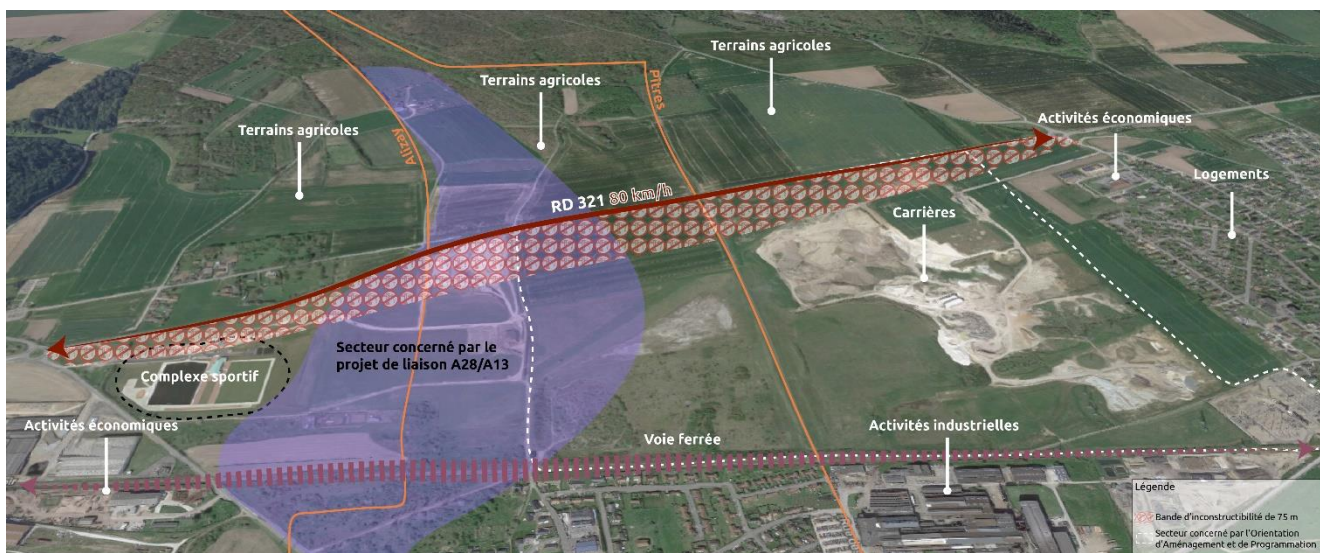 Terrains agricoles
Terrains agricoles
Terrains agricoles
Alizay
Pîtres
Activités économiques
Logements
RD 321 80 km/h
Carrières
Secteur concerné par le
projet de liaison A28/A13
Complexe sportif
Activités économiques
Voie ferrée
Activités industrielles
Légende
Bande d'inconstructibilité de 75 m
Secteur concerné par l'Orientation
d'Aménagement et de Programmation